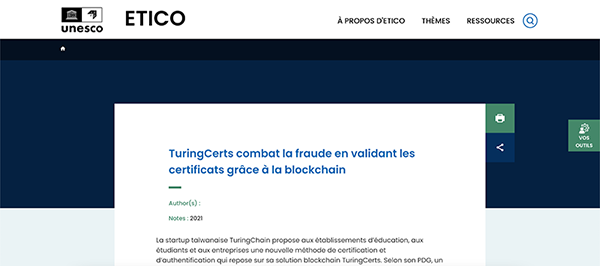 unesco
ETICO
À PROPOS D'ETICO THÈMES RESSOURCES
VOS
OUTILS
TuringCerts combat la fraude en validant les
certificats grâce à la blockchain
Author(s) :
Notes : 2021
La startup taiwanaise TuringChain propose aux établissements d'éducation, aux
étudiants et aux entreprises une nouvelle méthode de certification et
d'authentification qui repose sur sa solution blockchain TuringCerts. Selon son PDG, un